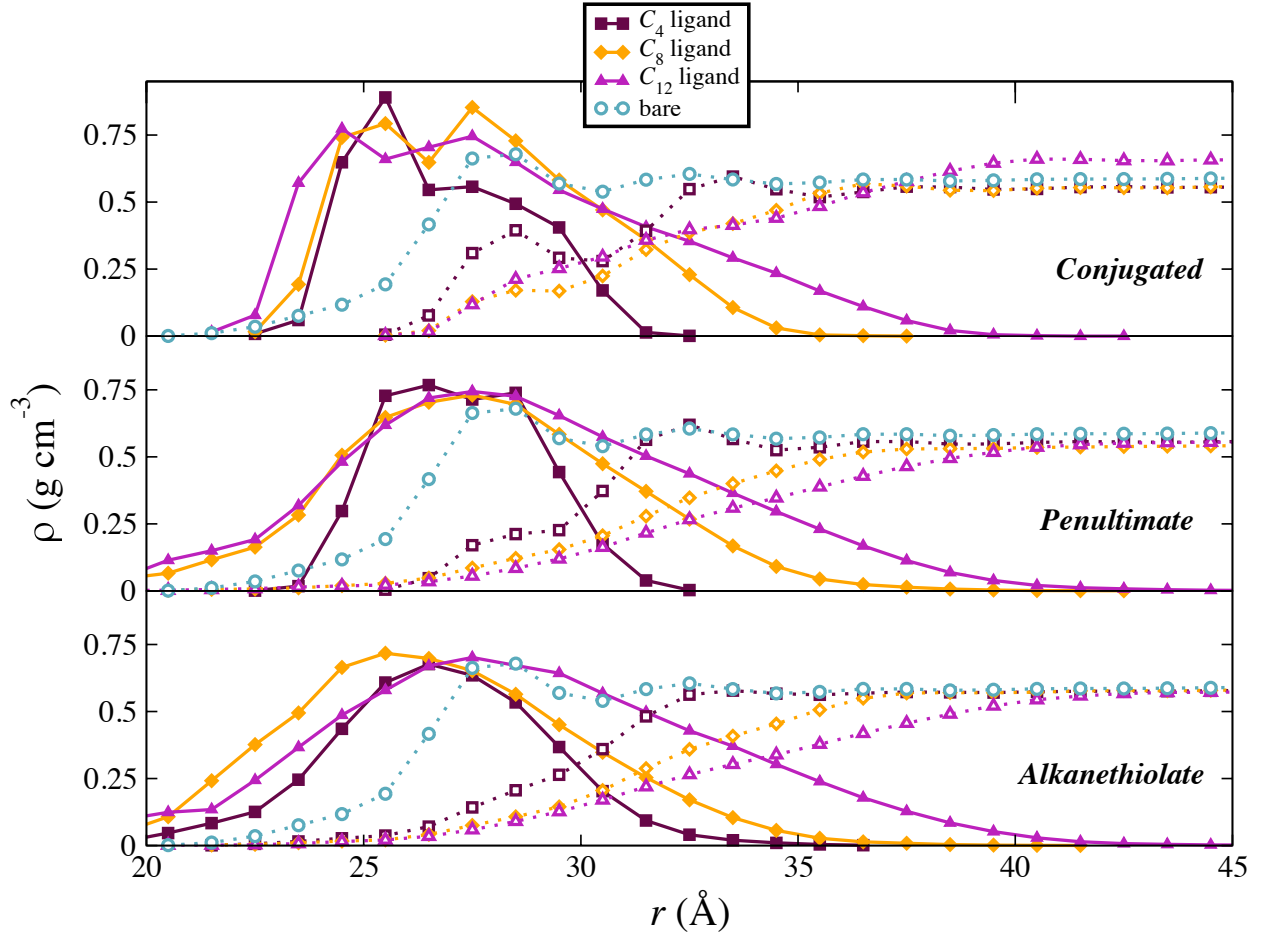 C4 ligand
C8 ligand
C12 ligand
bare
0.75
0.5
0.25
0
Conjugated
0.75
0.5
0.25
0
Penultimate
0.75
0.5
0.25
0
Alkanethiolate
20 25 30 35 40 45
r (Å)
ρ (g cm-3)